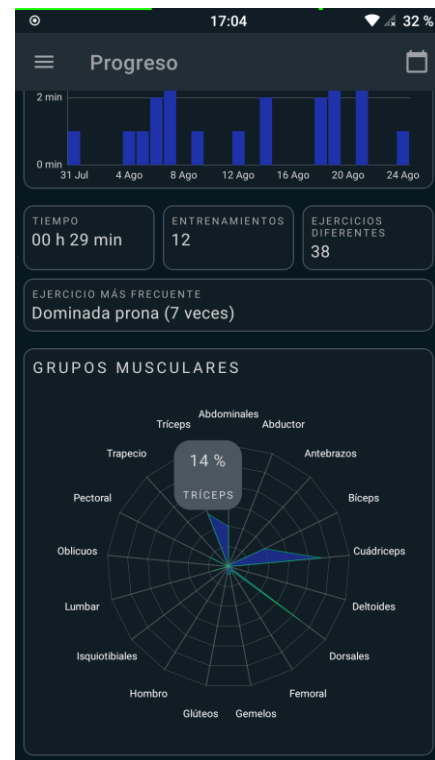 17:04
32 %
Progreso
2 min
0 min
31 Jul 4 Ago 8 Ago 12 Ago 16 Ago 20 Ago 24 Ago
TIEMPO
00 h 29 min
ENTRENAMIENTOS
12
EJERCICIOS
DIFERENTES
38
EJERCICIO MÁS FRECUENTE
Dominada prona (7 veces)
GRUPOS MUSCULARES
Abdominales
Tríceps
Abductor
Trapecio
Antebrazos
14 %
TRÍCEPS
Pectoral
Bíceps
Oblicuos
Cuádriceps
Lumbar
Deltoides
Isquiotibiales
Dorsales
Hombro
Femoral
Glúteos
Gemelos